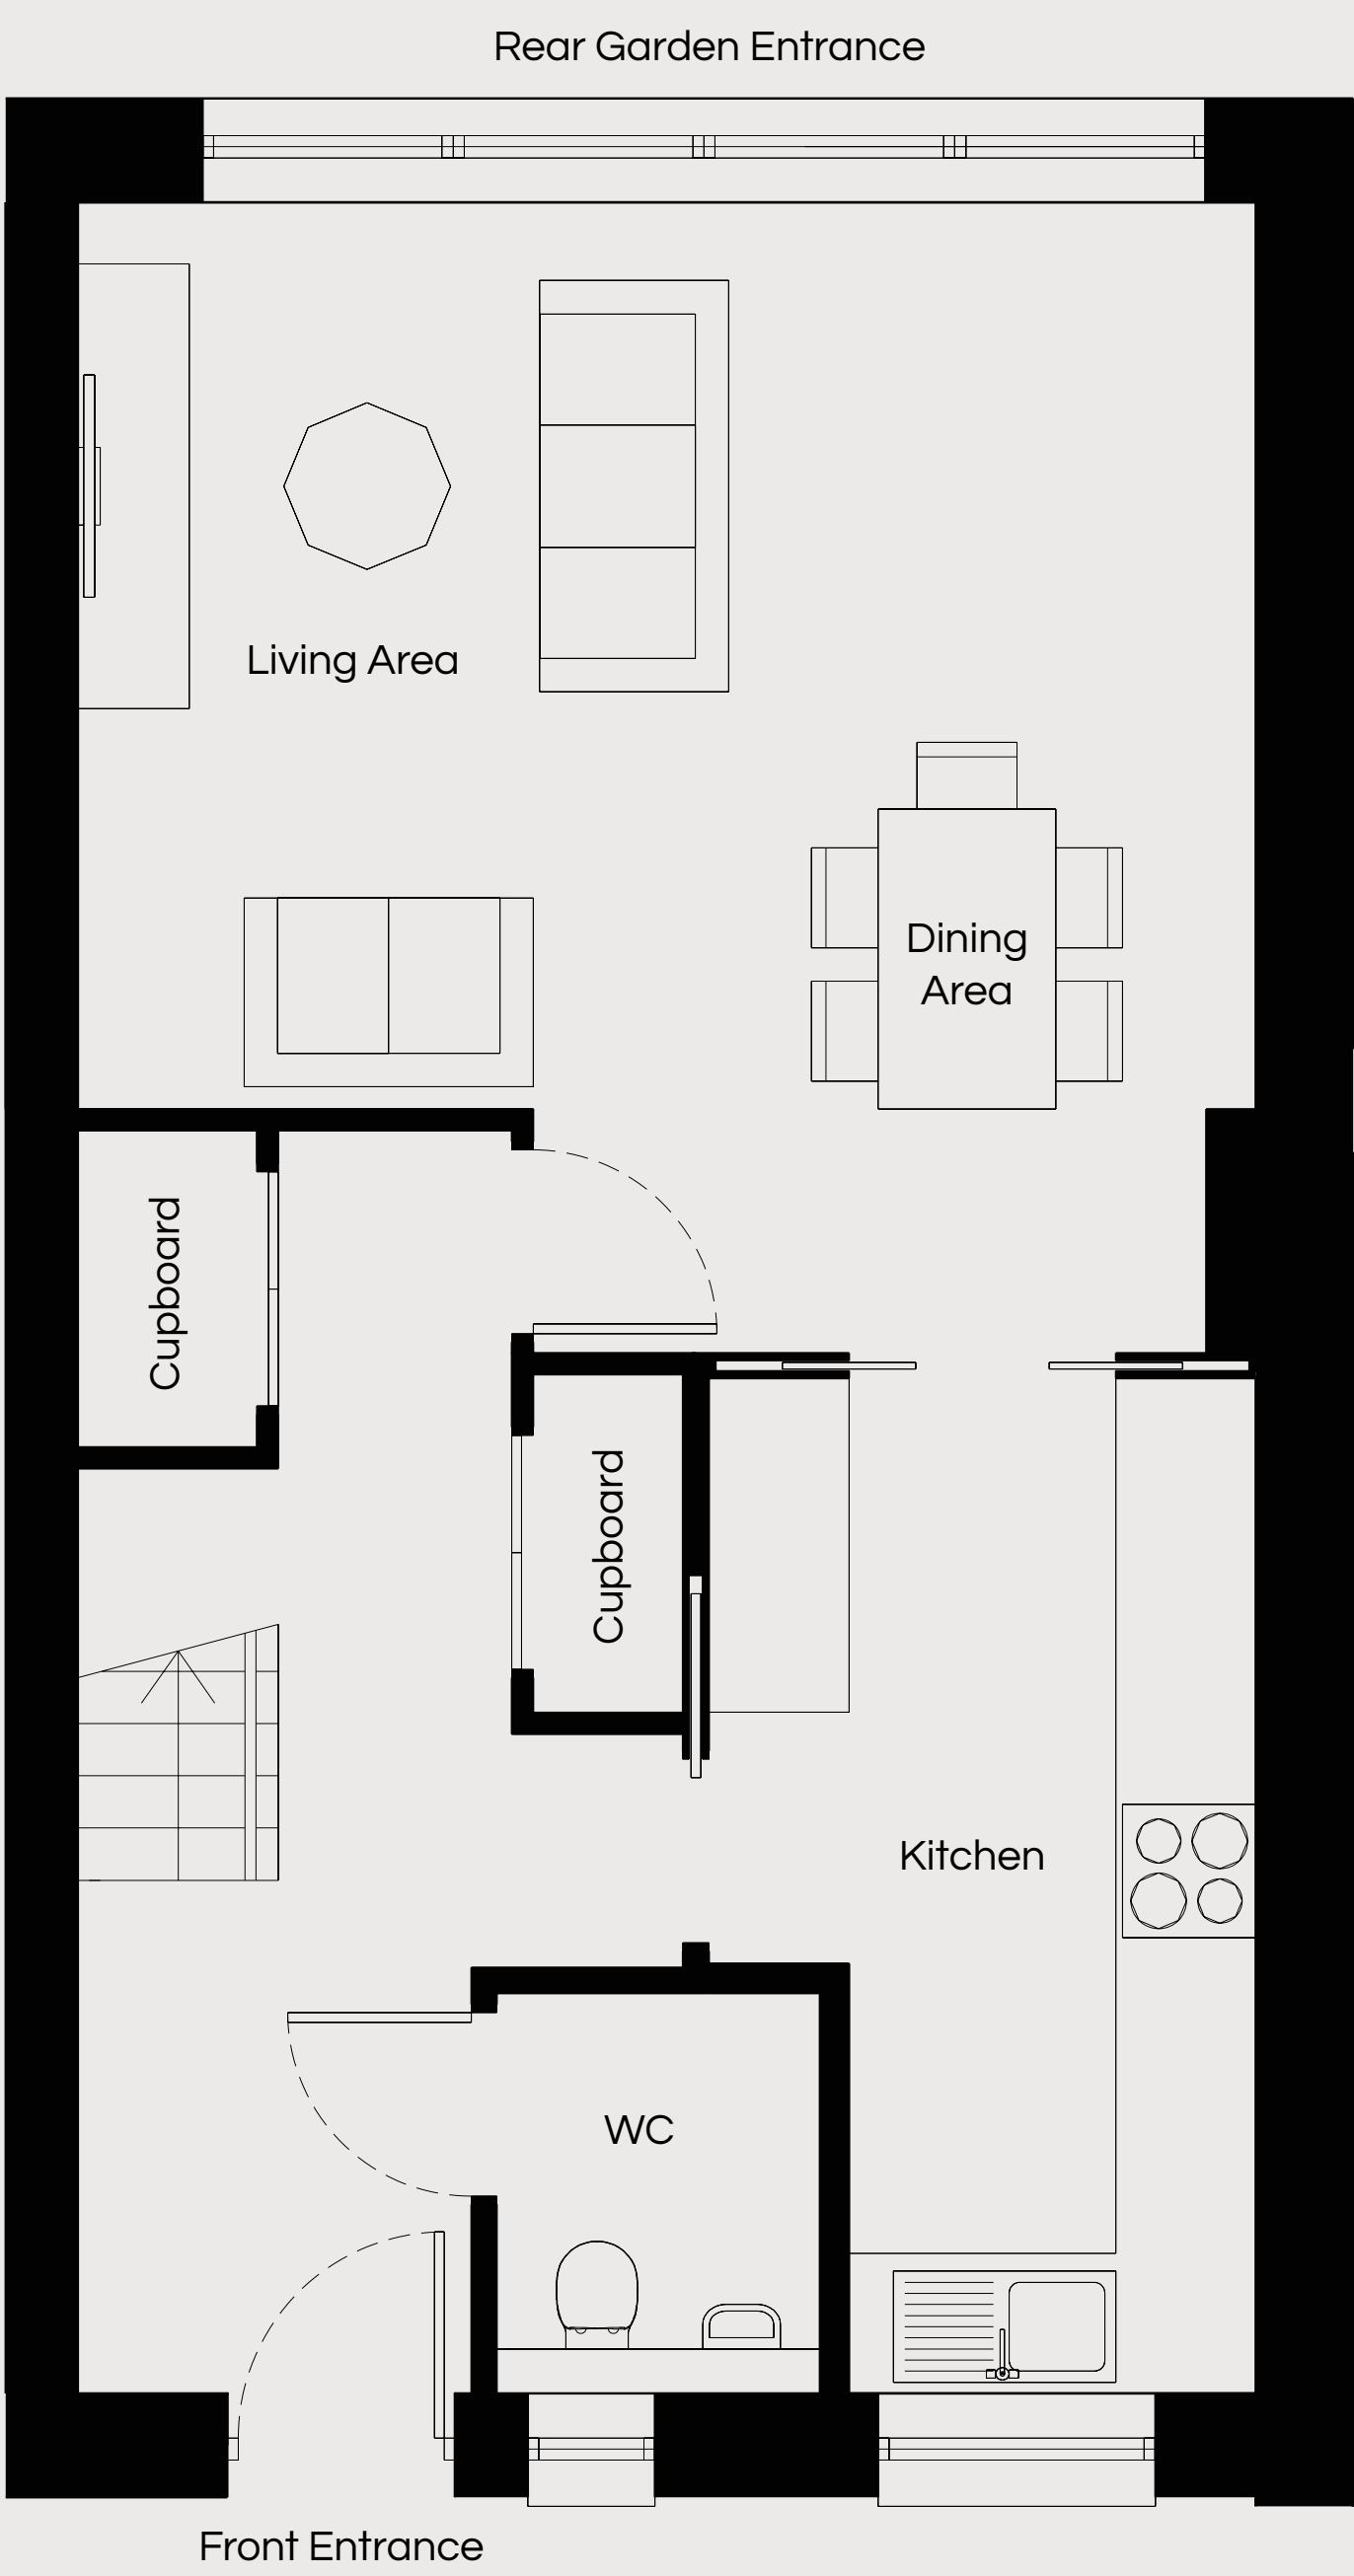 Rear Garden Entrance
Living Area
Dining
Area
Cupboard
Cupboard
Kitchen
WC
Front Entrance